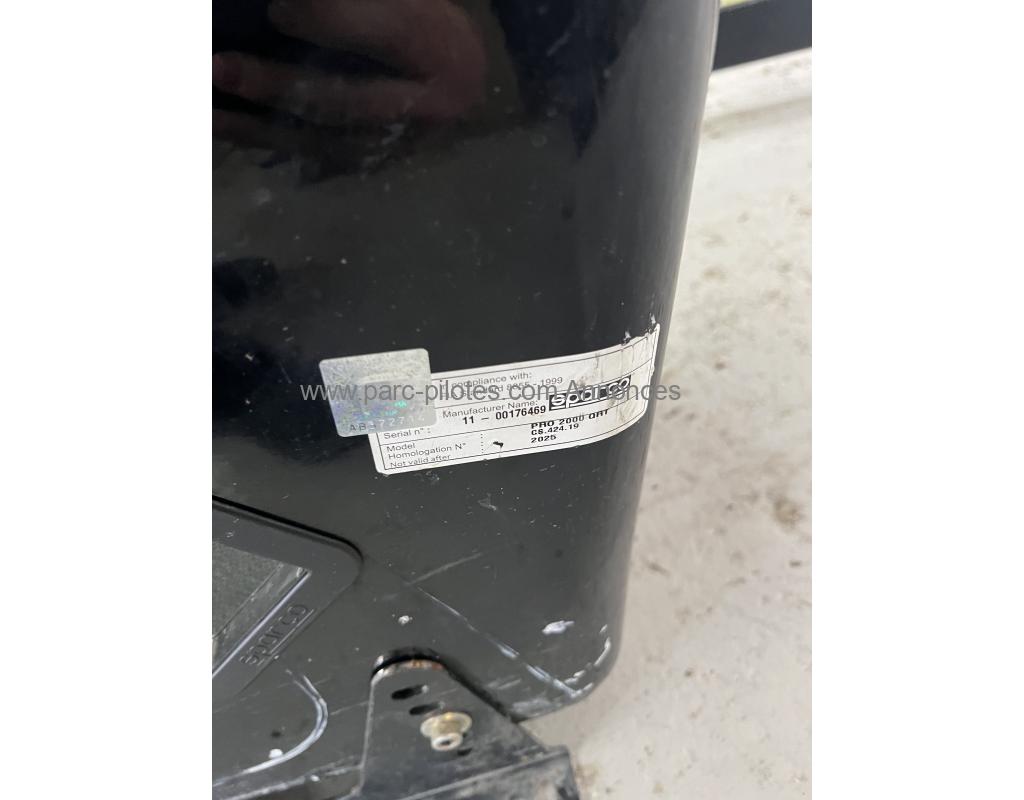 compliance with:
8855 - 1999
www.parc-pilotes.com Annonces
Manufacturer Name: sparco
Serial n° : 11 - 00176469
Model : PRO 2000 QRT
Homologation N° : CS.424.19
Not valid after 2025
sparco